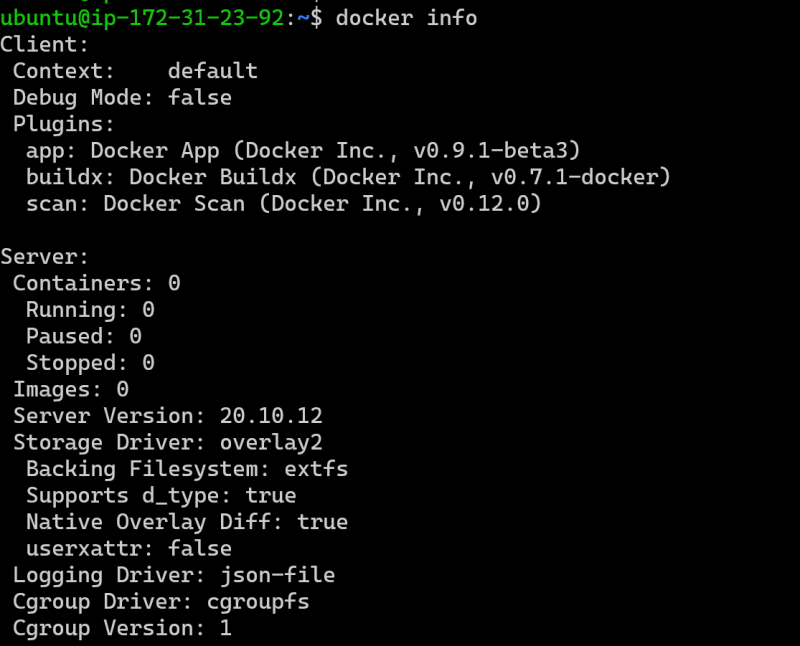 ubuntu@ip-172-31-23-92:~$ docker info
Client:
 Context:    default
 Debug Mode: false
 Plugins:
  app: Docker App (Docker Inc., v0.9.1-beta3)
  buildx: Docker Buildx (Docker Inc., v0.7.1-docker)
  scan: Docker Scan (Docker Inc., v0.12.0)

Server:
 Containers: 0
  Running: 0
  Paused: 0
  Stopped: 0
 Images: 0
 Server Version: 20.10.12
 Storage Driver: overlay2
  Backing Filesystem: extfs
  Supports d_type: true
  Native Overlay Diff: true
  userxattr: false
 Logging Driver: json-file
 Cgroup Driver: cgroupfs
 Cgroup Version: 1